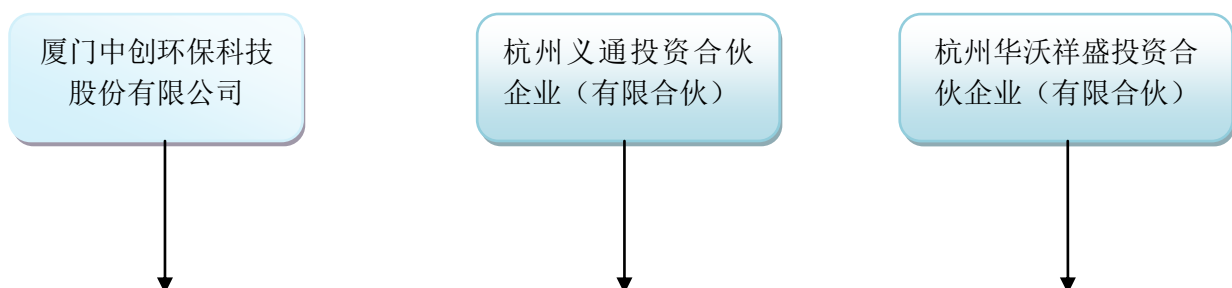 厦门中创环保科技
股份有限公司
杭州义通投资合伙
企业（有限合伙）
杭州华沃祥盛投资合
伙企业（有限合伙）